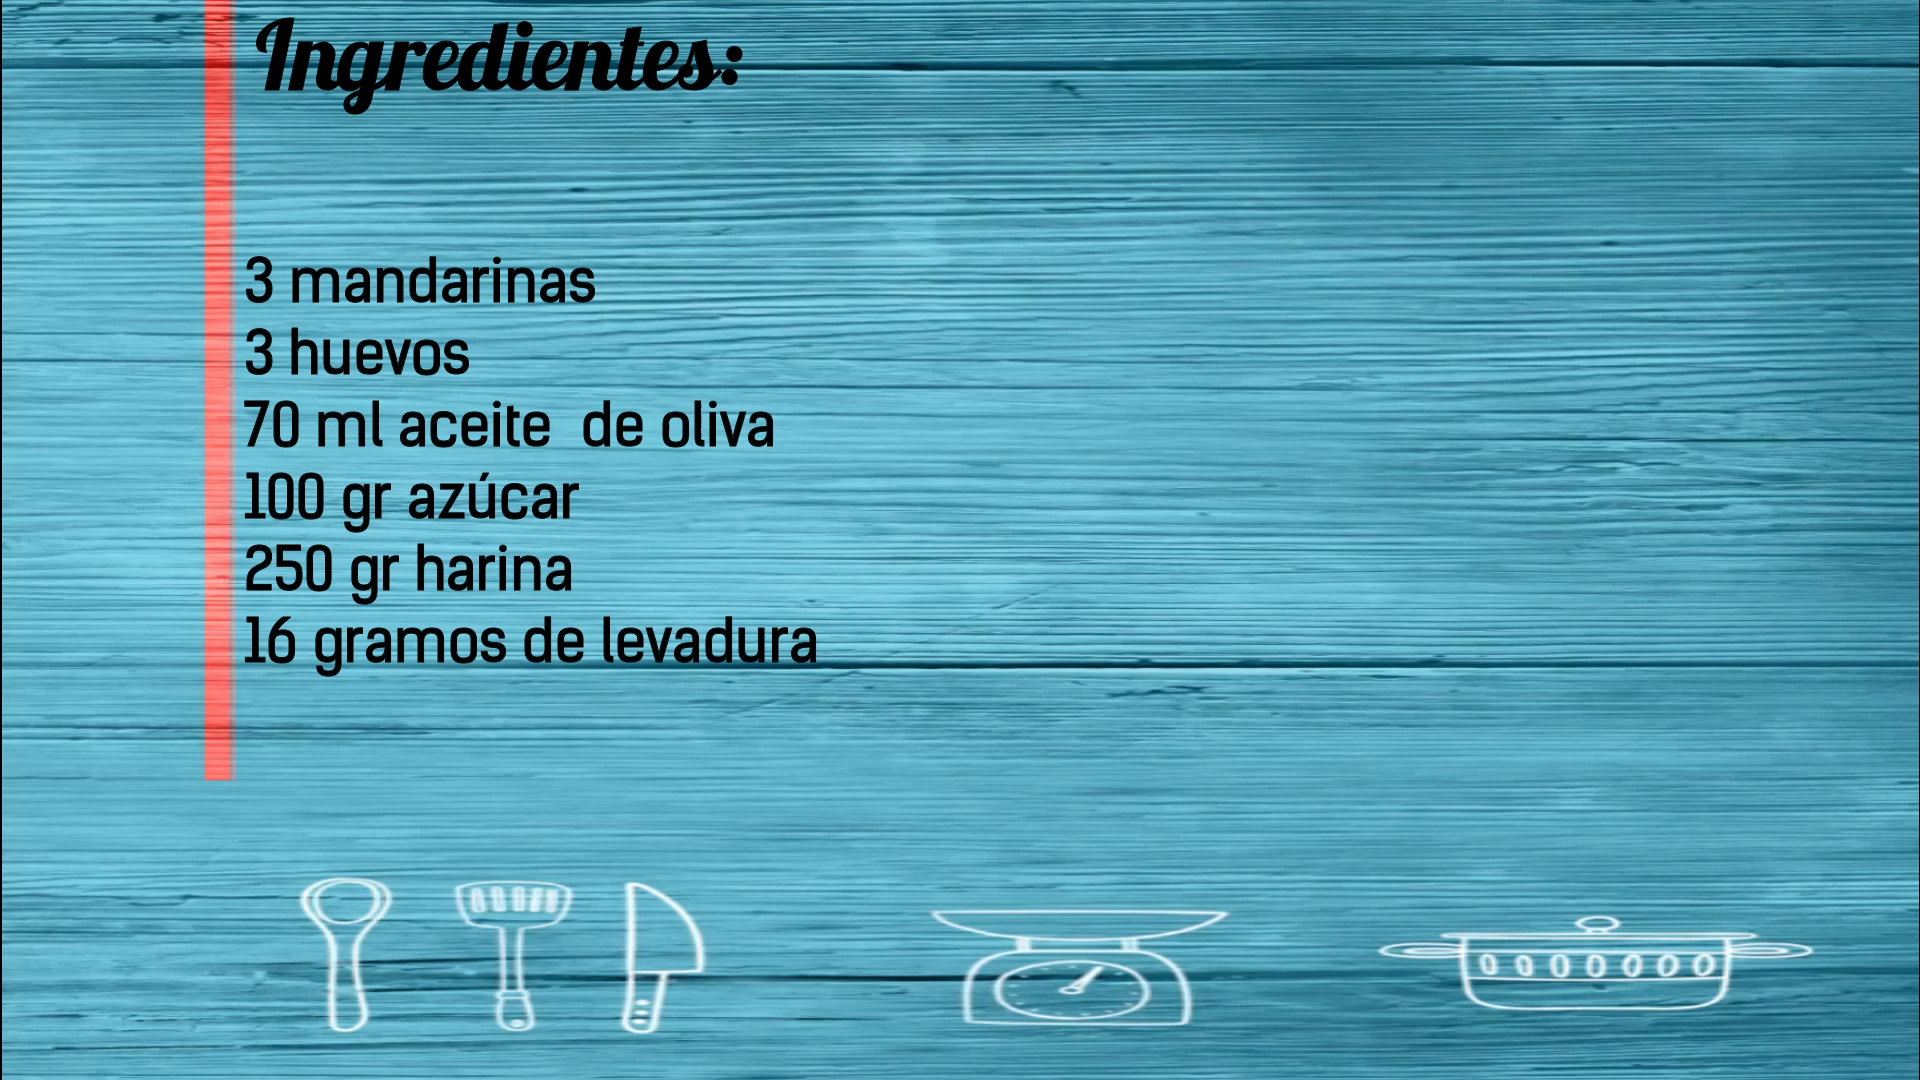 Ingredientes:
3 mandarinas
3 huevos
70 ml aceite  de oliva
100 gr azúcar
250 gr harina
16 gramos de levadura